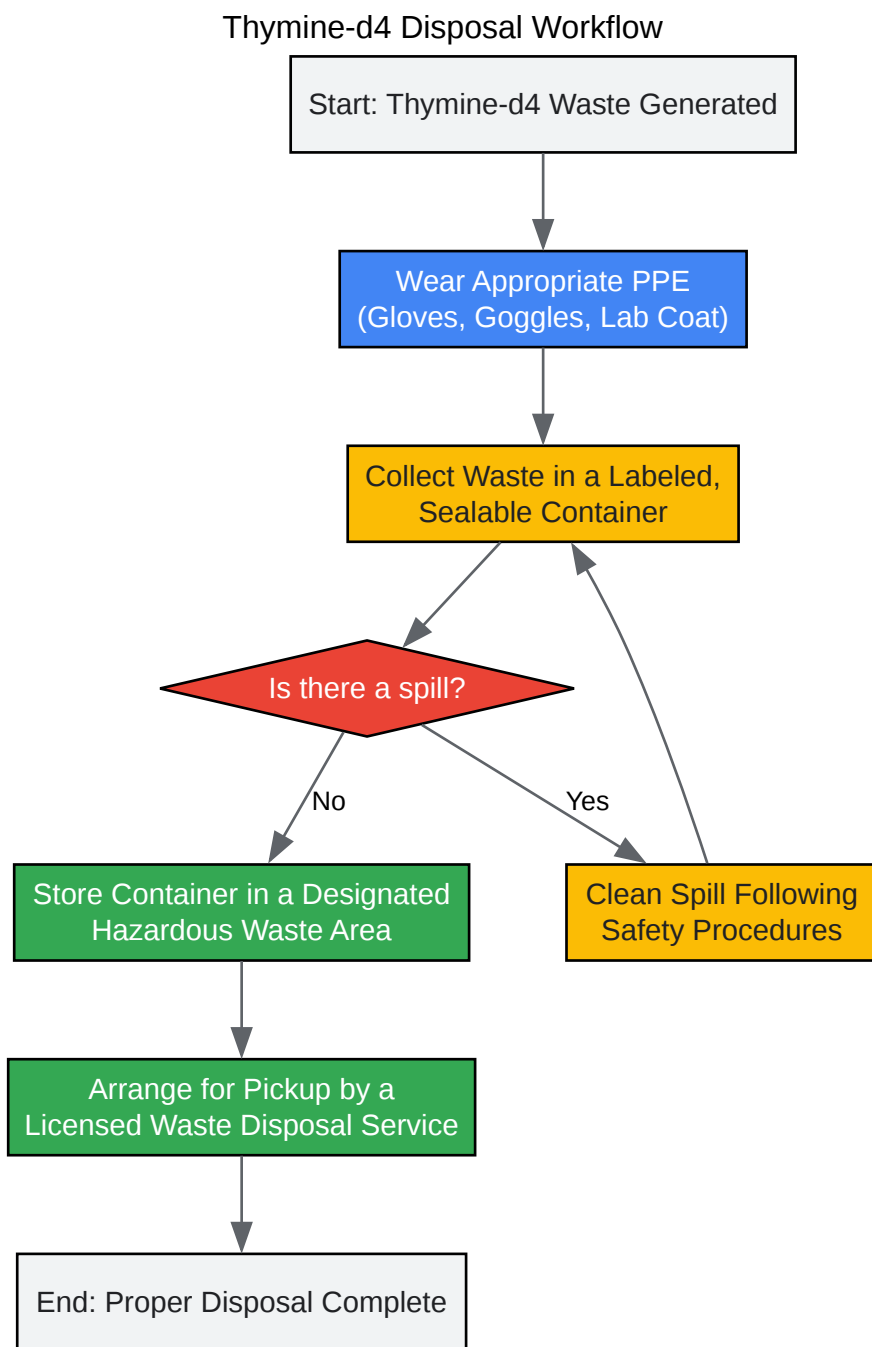 Thymine-d4 Disposal Workflow
Start: Thymine-d4 Waste Generated
Wear Appropriate PPE
(Gloves, Goggles, Lab Coat)
Collect Waste in a Labeled,
Sealable Container
Is there a spill?
No
Yes
Store Container in a Designated
Hazardous Waste Area
Clean Spill Following
Safety Procedures
Arrange for Pickup by a
Licensed Waste Disposal Service
End: Proper Disposal Complete